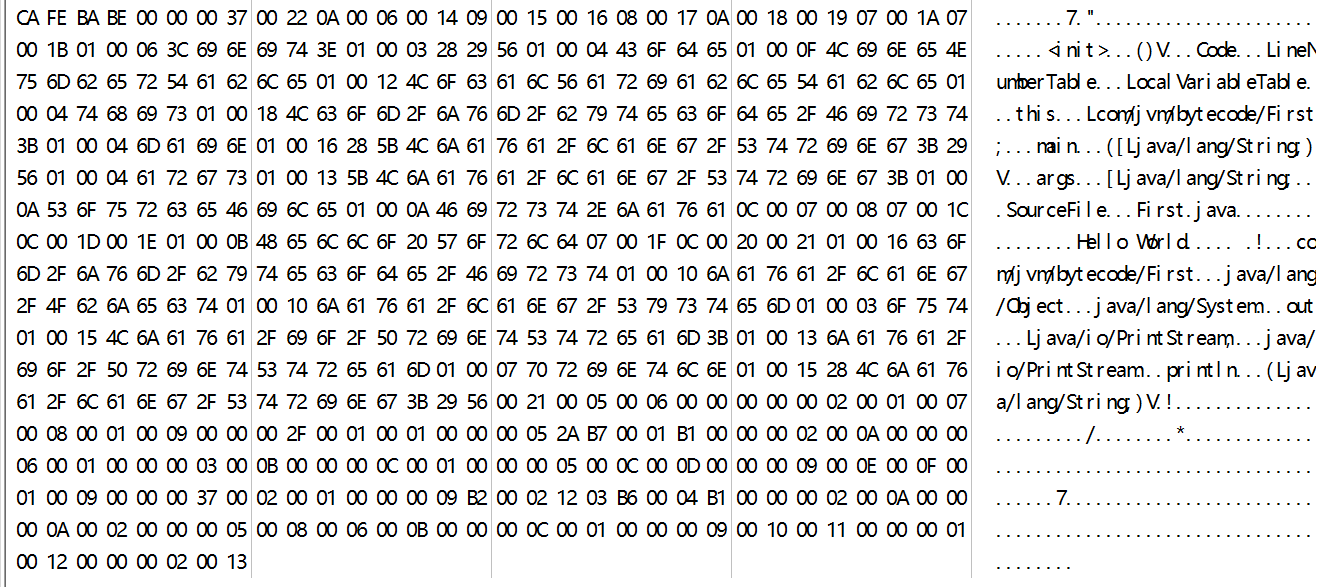 CA FE BA BE 00 00 00 37 00 22 0A 00 06 00 14 09 00 15 00 16 08 00 17 0A 00 18 00 19 07 00 1A 07 .......7."......................
00 1B 01 00 06 3C 69 6E 69 74 3E 01 00 03 28 29 56 01 00 04 43 6F 64 65 01 00 0F 4C 69 6E 65 4E .....<init>...()V...Code...LineN
75 6D 62 65 72 54 61 62 6C 65 01 00 12 4C 6F 63 61 6C 56 61 72 69 61 62 6C 65 54 61 62 6C 65 01 umberTable...LocalVariableTable.
00 04 74 68 69 73 01 00 18 4C 63 6F 6D 2F 6A 76 6D 2F 62 79 74 65 63 6F 64 65 2F 46 69 72 73 74 ..this...Lcom/jvm/bytecode/First
3B 01 00 04 6D 61 69 6E 01 00 16 28 5B 4C 6A 61 76 61 2F 6C 61 6E 67 2F 53 74 72 69 6E 67 3B 29 ;...main...([Ljava/lang/String;)
56 01 00 04 61 72 67 73 01 00 13 5B 4C 6A 61 76 61 2F 6C 61 6E 67 2F 53 74 72 69 6E 67 3B 01 00 V...args...[Ljava/lang/String;..
0A 53 6F 75 72 63 65 46 69 6C 65 01 00 0A 46 69 72 73 74 2E 6A 61 76 61 0C 00 07 00 08 07 00 1C .SourceFile...First.java........
0C 00 1D 00 1E 01 00 0B 48 65 6C 6C 6F 20 57 6F 72 6C 64 07 00 1F 0C 00 20 00 21 01 00 16 63 6F ........Hello World..... .!...co
6D 2F 6A 76 6D 2F 62 79 74 65 63 6F 64 65 2F 46 69 72 73 74 01 00 10 6A 61 76 61 2F 6C 61 6E 67 m/jvm/bytecode/First...java/lang
2F 4F 62 6A 65 63 74 01 00 10 6A 61 76 61 2F 6C 61 6E 67 2F 53 79 73 74 65 6D 01 00 03 6F 75 74 /Object...java/lang/System...out
01 00 15 4C 6A 61 76 61 2F 69 6F 2F 50 72 69 6E 74 53 74 72 65 61 6D 3B 01 00 13 6A 61 76 61 2F ...Ljava/io/PrintStream;...java/
69 6F 2F 50 72 69 6E 74 53 74 72 65 61 6D 01 00 07 70 72 69 6E 74 6C 6E 01 00 15 28 4C 6A 61 76 io/PrintStream...println...(Ljav
61 2F 6C 61 6E 67 2F 53 74 72 69 6E 67 3B 29 56 00 21 00 05 00 06 00 00 00 00 00 02 00 01 00 07 a/lang/String;)V.!..............
00 08 00 01 00 09 00 00 00 2F 00 01 00 01 00 00 00 05 2A B7 00 01 B1 00 00 00 02 00 0A 00 00 00 ........./........*.............
06 00 01 00 00 00 03 00 0B 00 00 00 0C 00 01 00 00 00 05 00 0C 00 0D 00 00 00 09 00 0E 00 0F 00 ................................
01 00 09 00 00 00 37 00 02 00 01 00 00 00 09 B2 00 02 12 03 B6 00 04 B1 00 00 00 02 00 0A 00 00 ......7.........................
00 0A 00 02 00 00 00 05 00 08 00 06 00 0B 00 00 00 0C 00 01 00 00 00 09 00 10 00 11 00 00 00 01 ................................
00 12 00 00 00 02 00 13 ........